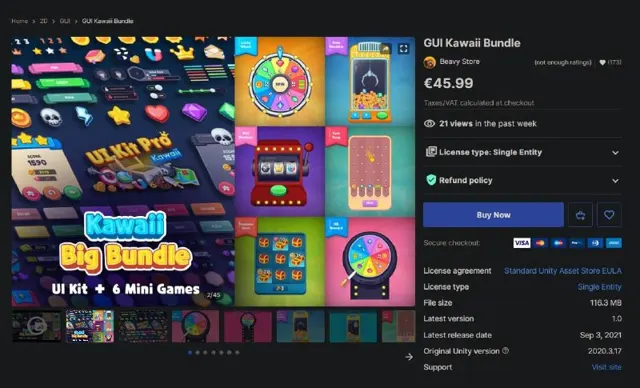 Home > 2D > GUI > GUI Kawaii Bundle
GUI Kawaii Bundle
Beavy Store
(not enough ratings)
(173)
€45.99
Taxes/VAT calculated at checkout
21 views in the past week
License type: Single Entity
Refund policy
Buy Now
Secure checkout:
VISA
License agreement
Standard Unity Asset Store EULA
License type
Single Entity
File size
116.3 MB
Latest version
1.0
Latest release date
Sep 3, 2021
Original Unity version
2020.3.17
Support
Visit site
SCORE
1590
UI Kit Pro
Kawaii
Kawaii
Big Bundle
UI Kit + 6 Mini Games
2/45